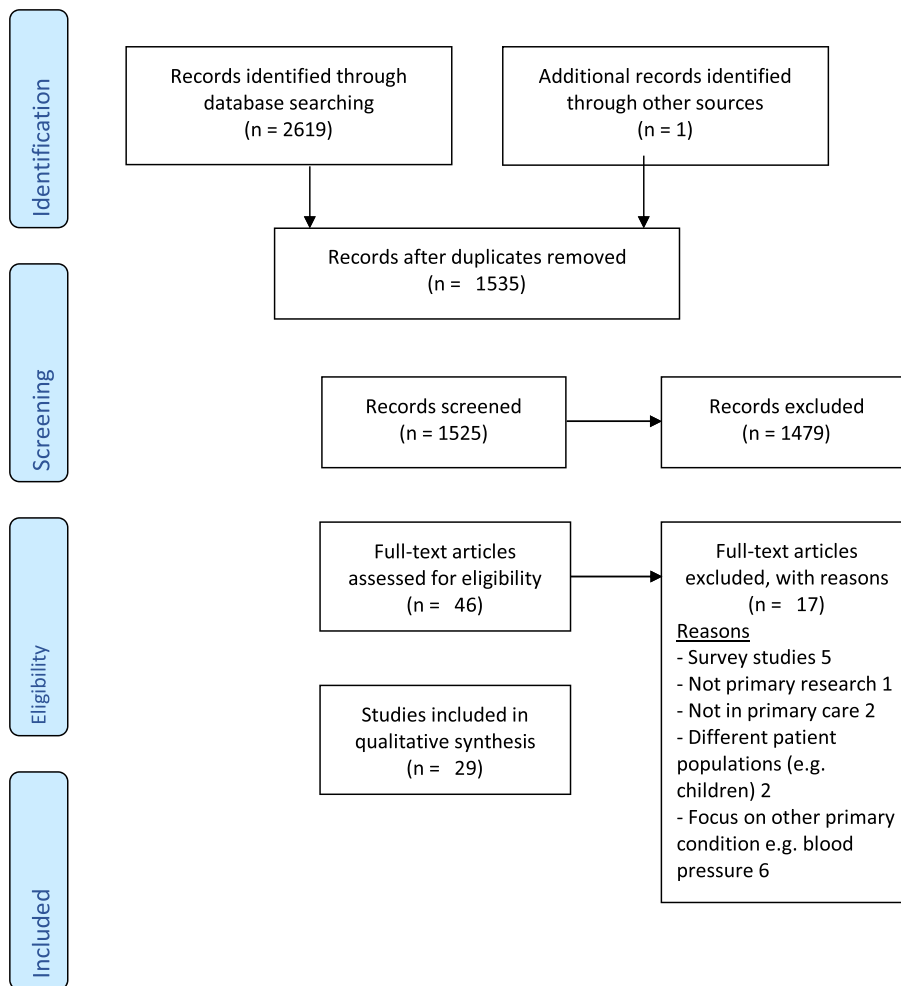 Identification
Records identified through
database searching
(n = 2619)
Additional records identified
through other sources
(n = 1)
Records after duplicates removed
(n = 1535)
Screening
Records screened
(n = 1525)
Records excluded
(n = 1479)
Eligibility
Full-text articles
assessed for eligibility
(n = 46)
Full-text articles
excluded, with reasons
(n = 17)
Reasons
- Survey studies 5
- Not primary research 1
- Not in primary care 2
- Different patient
populations (e.g.
children) 2
- Focus on other primary
condition e.g. blood
pressure 6
Studies included in
qualitative synthesis
(n = 29)
Included